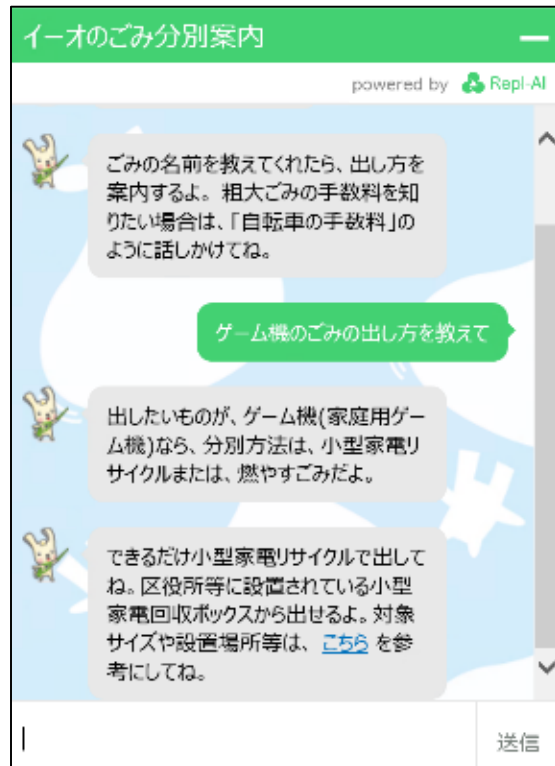 イーオのごみ分別案内
powered by Repl-AI
ごみの名前を教えてくれたら、出し方を
案内するよ。粗大ごみの手数料を知
りたい場合は、「自転車の手数料」の
ように話しかけてね。
ゲーム機のごみの出し方を教えて
出したいものが、ゲーム機(家庭用ゲー
ム機)なら、分別方法は、小型家電リ
サイクルまたは、燃やすごみだよ。
できるだけ小型家電リサイクルで出して
ね。区役所等に設置されている小型
家電回収ボックスから出せるよ。対象
サイズや設置場所等は、こちらを参
考にしてね。
送信